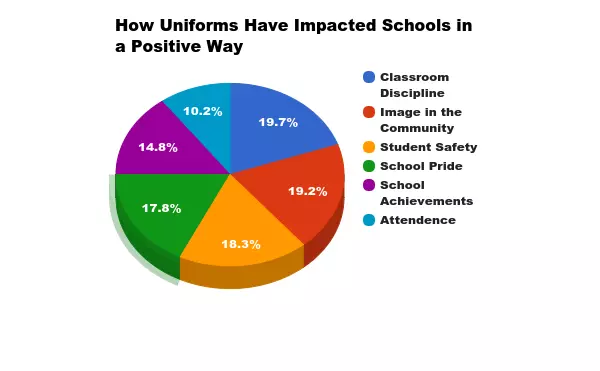 How Uniforms Have Impacted Schools in
a Positive Way
10.2%
19.7%
14.8%
19.2%
17.8%
18.3%
Classroom
Discipline
Image in the
Community
Student Safety
School Pride
School
Achievements
Attendence